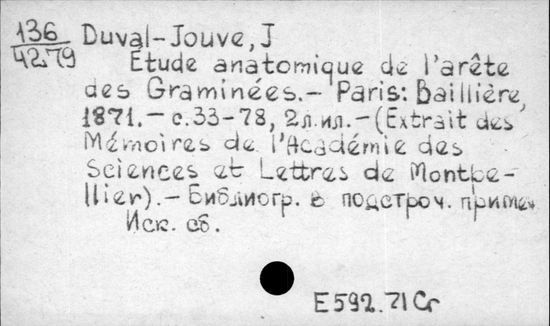 136
4279
Duval-Jouve, J
Étude anatomique de l'arête
des Graminées.- Paris: Baillière,
1871.- с.33-78, 2л.ил.-(Extrait des
Mémoires de l'Académie des
Sciences et Lettres de Montpe-
llier).- Библиогр. в подстроч. примеч
Иск. сб.
E592.71Cr